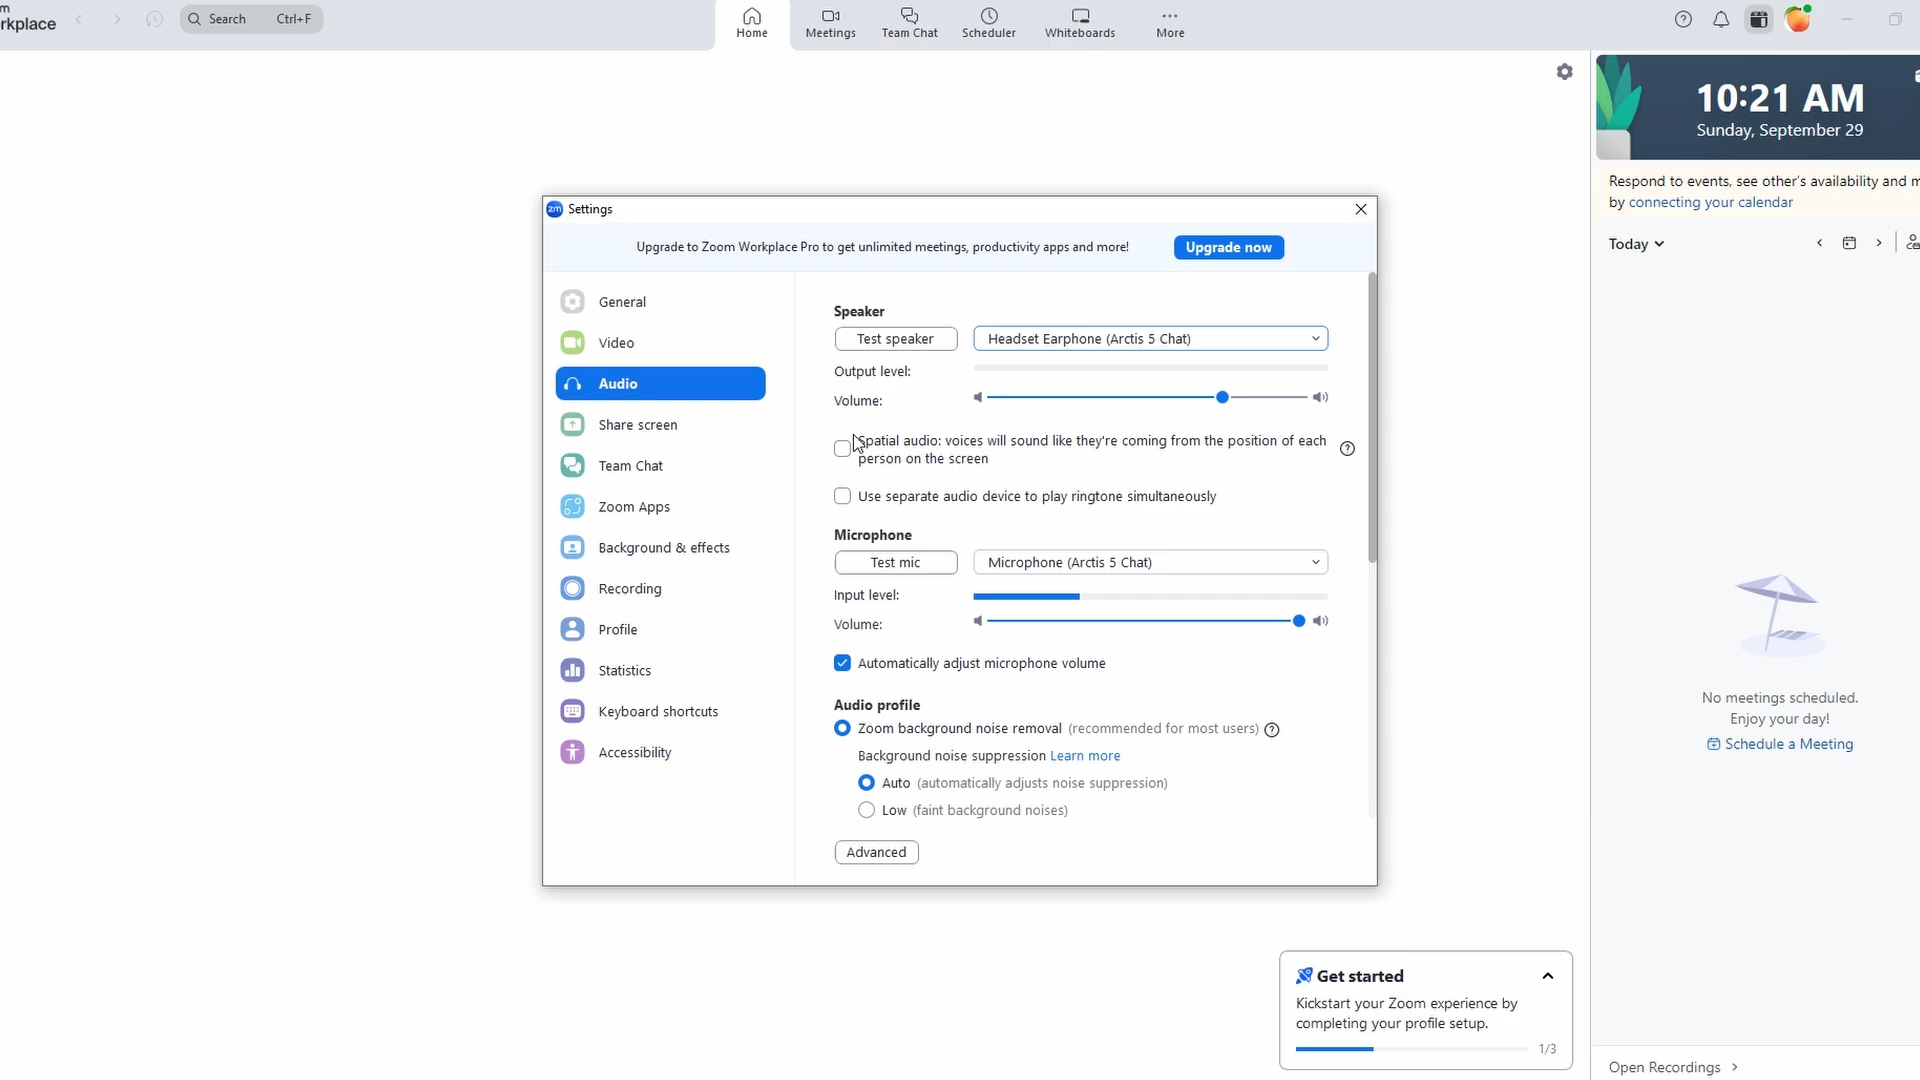 rkplace
Search Ctrl+F
Home
Meetings
Team Chat
Scheduler
Whiteboards
More
10:21 AM
Sunday, September 29
Respond to events, see other's availability and m
by connecting your calendar
Today
Settings
Upgrade to Zoom Workplace Pro to get unlimited meetings, productivity apps and more! Upgrade now
General
Video
Audio
Share screen
Team Chat
Zoom Apps
Background & effects
Recording
Profile
Statistics
Keyboard shortcuts
Accessibility
Speaker
Test speaker Headset Earphone (Arctis 5 Chat)
Output level:
Volume:
Spatial audio: voices will sound like they're coming from the position of each
person on the screen
Use separate audio device to play ringtone simultaneously
Microphone
Test mic Microphone (Arctis 5 Chat)
Input level:
Volume:
Automatically adjust microphone volume
Audio profile
Zoom background noise removal (recommended for most users)
Background noise suppression Learn more
Auto (automatically adjusts noise suppression)
Low (faint background noises)
Advanced
No meetings scheduled.
Enjoy your day!
Schedule a Meeting
Get started
Kickstart your Zoom experience by
completing your profile setup.
1/3
Open Recordings